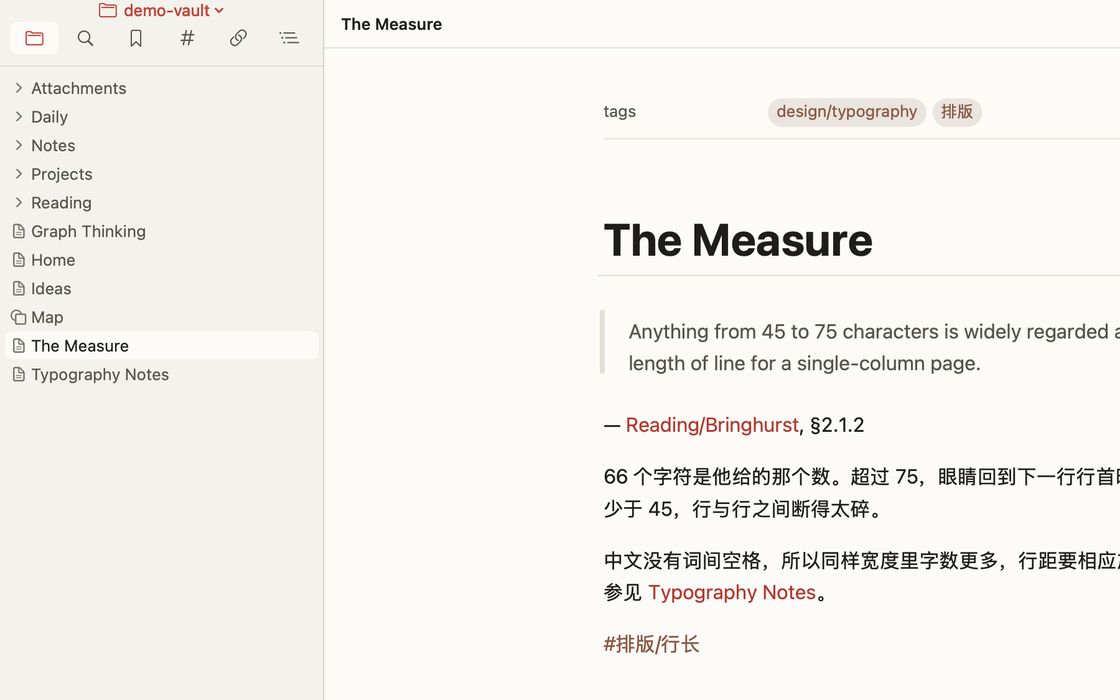 demo-vault
The Measure
Attachments
Daily
Notes
Projects
Reading
Graph Thinking
Home
Ideas
Map
The Measure
Typography Notes
tags design/typography 排版
The Measure
Anything from 45 to 75 characters is widely regarded
length of line for a single-column page.
— Reading/Bringhurst, §2.1.2
66 个字符是他给的那个数。超过 75，眼睛回到下一行行首
少于 45，行与行之间断得太碎。
中文没有词间空格，所以同样宽度里字数更多，行距要相应
参见 Typography Notes。
#排版/行长